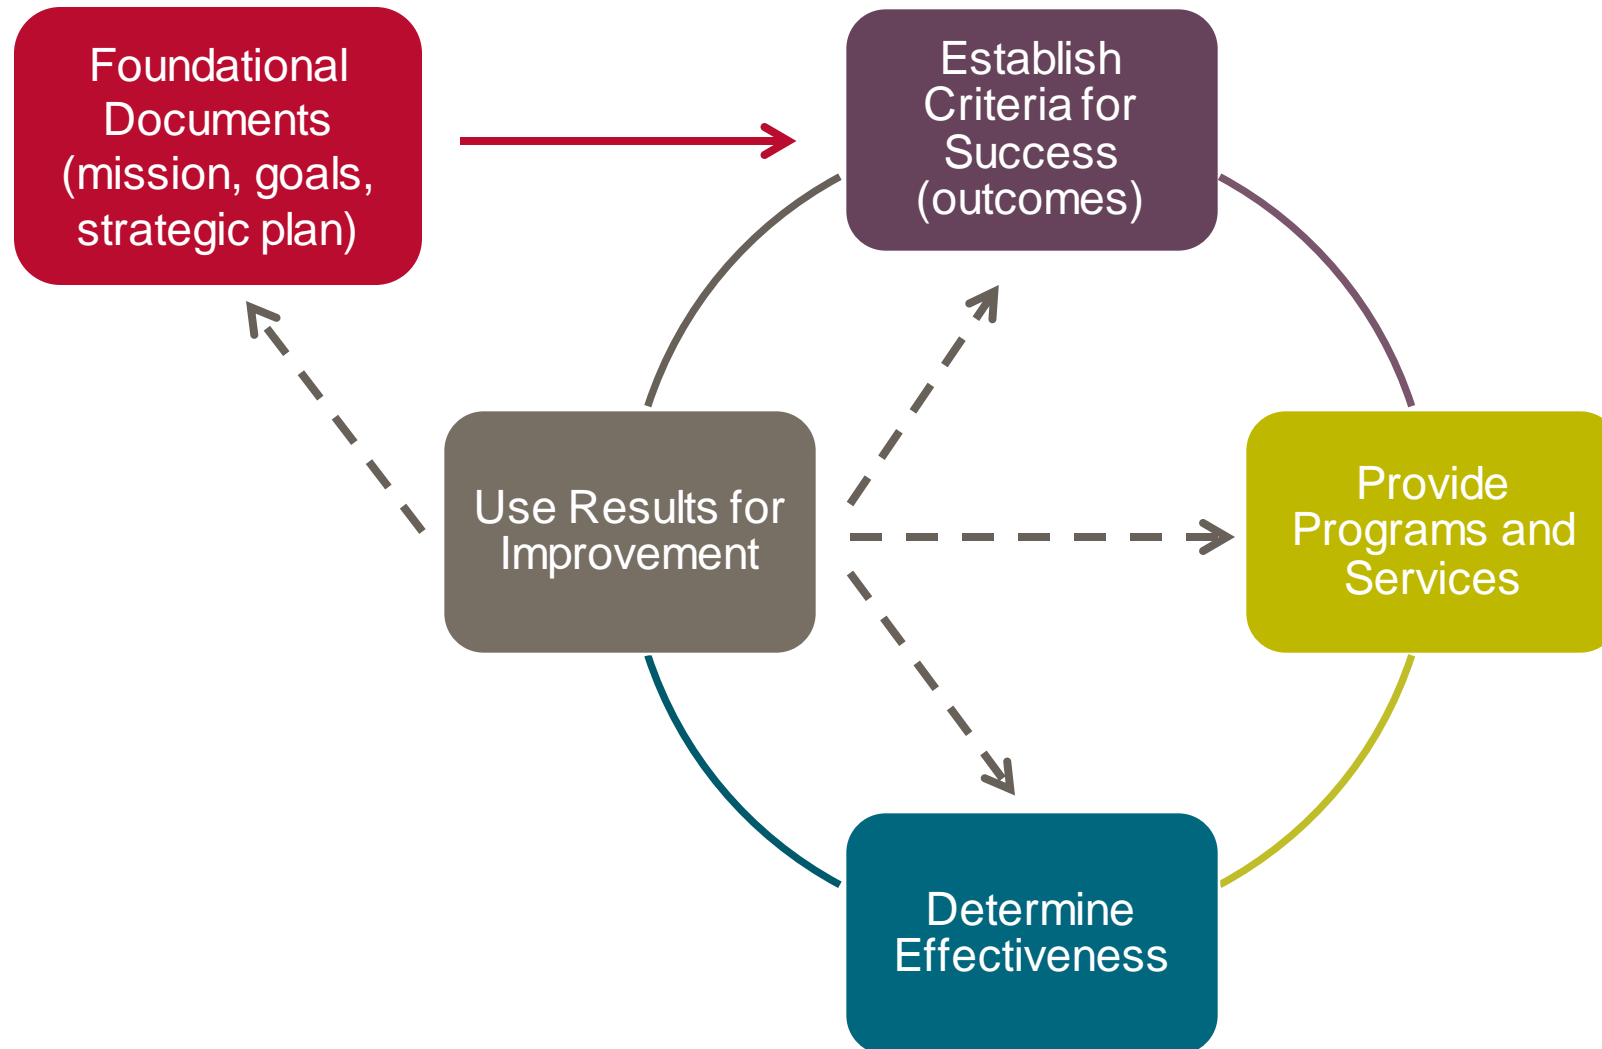 Foundational
Documents
(mission, goals,
strategic plan)
Establish
Criteria for
Success
(outcomes)
Use Results for
Improvement
Provide
Programs and
Services
Determine
Effectiveness